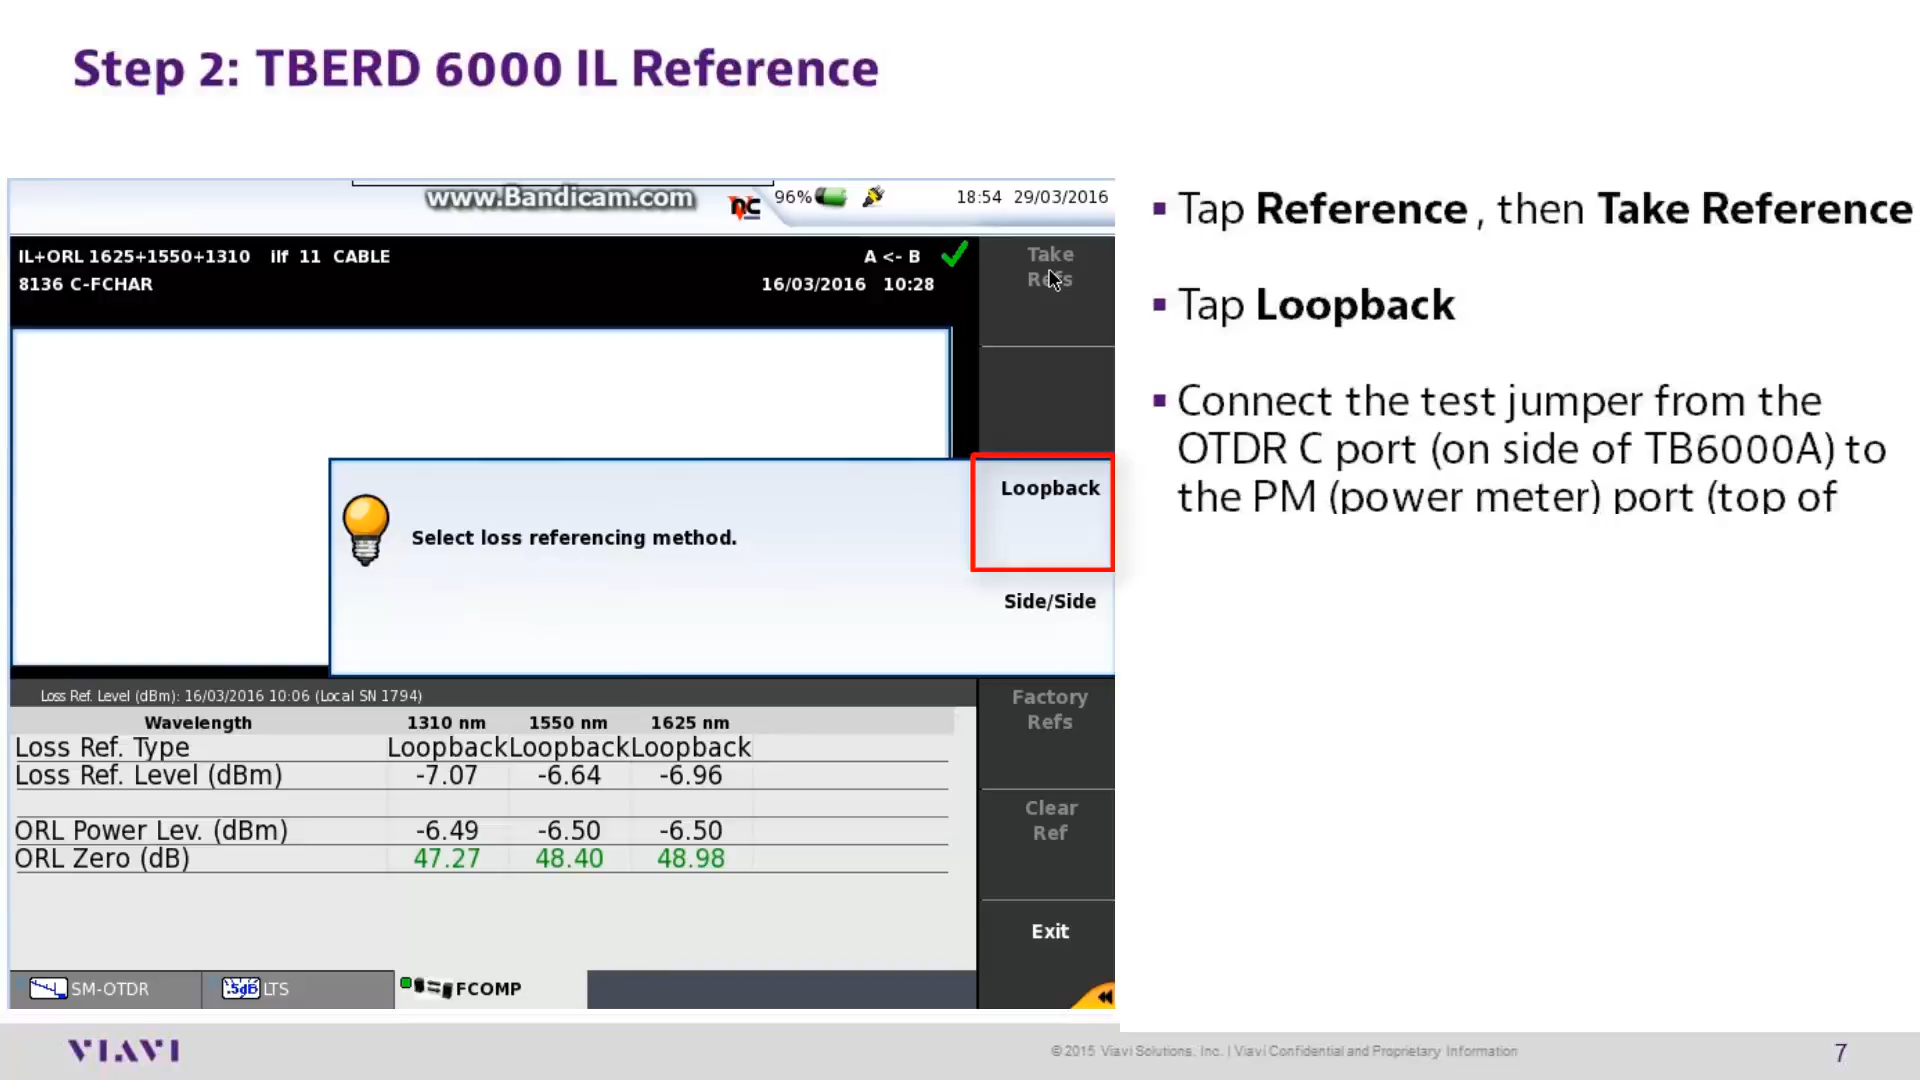 Step 2: TBERD 6000 IL Reference
www.Bandicam.com
96%
18:54 29/03/2016
IL+ORL 1625+1550+1310 ilf 11 CABLE
A <- B
8136 C-FCHAR
16/03/2016 10:28
Take
Refs
Select loss referencing method.
Loopback
Side/Side
Loss Ref. Level (dBm): 16/03/2016 10:06 (Local SN 1794)
Wavelength 1310 nm 1550 nm 1625 nm
Loss Ref. Type Loopback Loopback Loopback
Loss Ref. Level (dBm) -7.07 -6.64 -6.96
ORL Power Lev. (dBm) -6.49 -6.50 -6.50
ORL Zero (dB) 47.27 48.40 48.98
Factory
Refs
Clear
Ref
Exit
SM-OTDR
.5dB LTS
FCOMP
▪ Tap Reference, then Take Reference
▪ Tap Loopback
▪ Connect the test jumper from the
OTDR C port (on side of TB6000A) to
the PM (power meter) port (top of
VIAVI
© 2015 Viavi Solutions, Inc. | Viavi Confidential and Proprietary Information
7